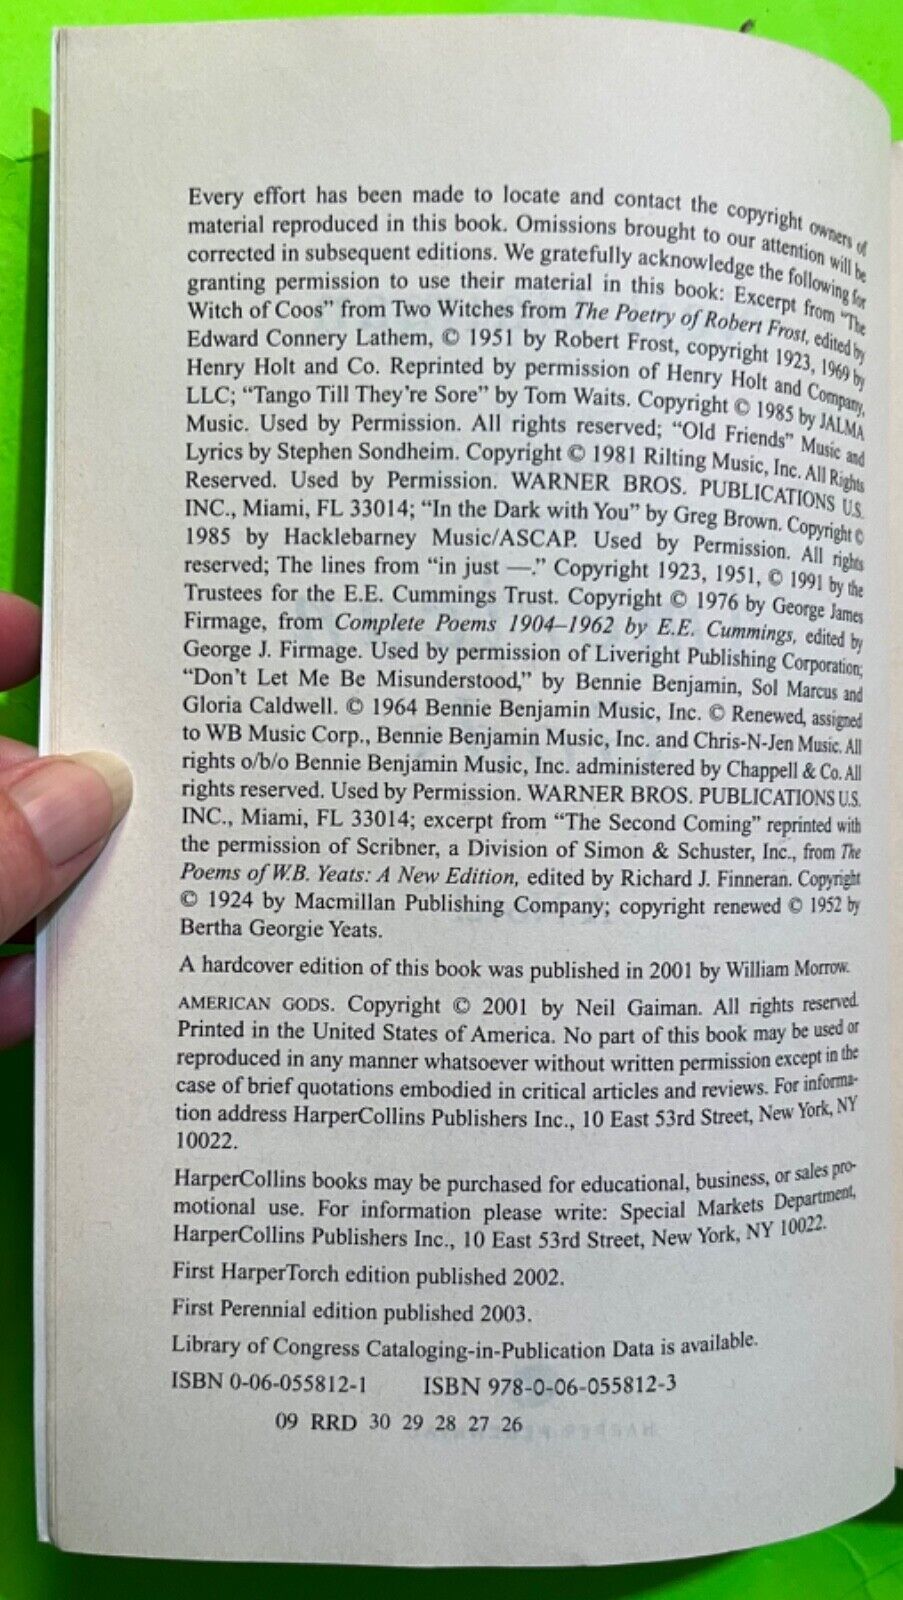 Every effort has been made to locate and contact the copyright owners of
material reproduced in this book. Omissions brought to our attention will be
corrected in subsequent editions. We gratefully acknowledge the following for
granting permission to use their material in this book: Excerpt from "The
Witch of Coos" from Two Witches from The Poetry of Robert Frost, edited by
Edward Connery Lathem, © 1951 by Robert Frost, copyright 1923, 1969 by
Henry Holt and Co. Reprinted by permission of Henry Holt and Company,
LLC; "Tango Till They're Sore" by Tom Waits. Copyright © 1985 by JALMA
Music. Used by Permission. All rights reserved; "Old Friends" Music and
Lyrics by Stephen Sondheim. Copyright © 1981 Rilting Music, Inc. All Rights
Reserved. Used by Permission. WARNER BROS. PUBLICATIONS U.S.
INC., Miami, FL 33014; "In the Dark with You" by Greg Brown. Copyright ©
1985 by Hacklebarney Music/ASCAP. Used by Permission. All rights
reserved; The lines from "in just —." Copyright 1923, 1951, © 1991 by the
Trustees for the E.E. Cummings Trust. Copyright © 1976 by George James
Firmage, from Complete Poems 1904–1962 by E.E. Cummings, edited by
George J. Firmage. Used by permission of Liveright Publishing Corporation;
"Don't Let Me Be Misunderstood," by Bennie Benjamin, Sol Marcus and
Gloria Caldwell. © 1964 Bennie Benjamin Music, Inc. © Renewed, assigned
to WB Music Corp., Bennie Benjamin Music, Inc. and Chris-N-Jen Music. All
rights o/b/o Bennie Benjamin Music, Inc. administered by Chappell & Co. All
rights reserved. Used by Permission. WARNER BROS. PUBLICATIONS U.S.
INC., Miami, FL 33014; excerpt from "The Second Coming" reprinted with
the permission of Scribner, a Division of Simon & Schuster, Inc., from The
Poems of W.B. Yeats: A New Edition, edited by Richard J. Finneran. Copyright
© 1924 by Macmillan Publishing Company; copyright renewed © 1952 by
Bertha Georgie Yeats.
A hardcover edition of this book was published in 2001 by William Morrow.
AMERICAN GODS. Copyright © 2001 by Neil Gaiman. All rights reserved.
Printed in the United States of America. No part of this book may be used or
reproduced in any manner whatsoever without written permission except in the
case of brief quotations embodied in critical articles and reviews. For informa-
tion address HarperCollins Publishers Inc., 10 East 53rd Street, New York, NY
10022.
HarperCollins books may be purchased for educational, business, or sales pro-
motional use. For information please write: Special Markets Department,
HarperCollins Publishers Inc., 10 East 53rd Street, New York, NY 10022.
First HarperTorch edition published 2002.
First Perennial edition published 2003.
Library of Congress Cataloging-in-Publication Data is available.
ISBN 0-06-055812-1 ISBN 978-0-06-055812-3
09 RRD 30 29 28 27 26